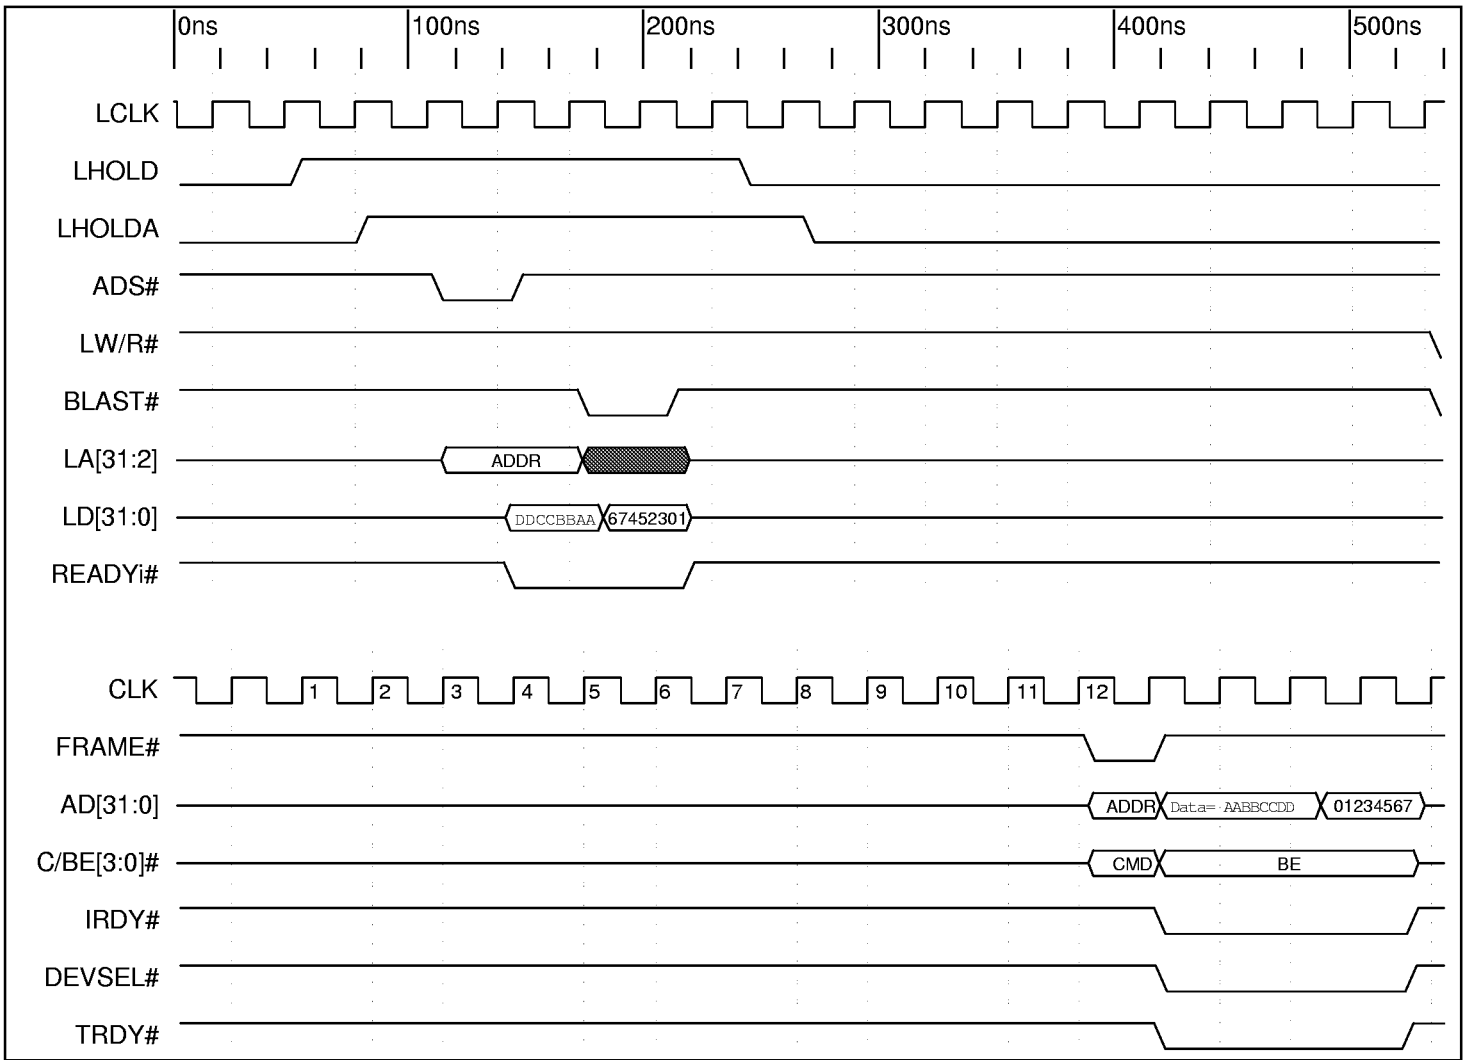 0ns 100ns 200ns 300ns 400ns 500ns
LCLK
LHOLD
LHOLDA
ADS#
LW/R#
BLAST#
LA[31:2] ADDR
LD[31:0] DDCCBBAA 67452301
READYi#
CLK 1 2 3 4 5 6 7 8 9 10 11 12
FRAME#
AD[31:0] ADDR Data= AABBCCDD 01234567
C/BE[3:0]# CMD BE
IRDY#
DEVSEL#
TRDY#